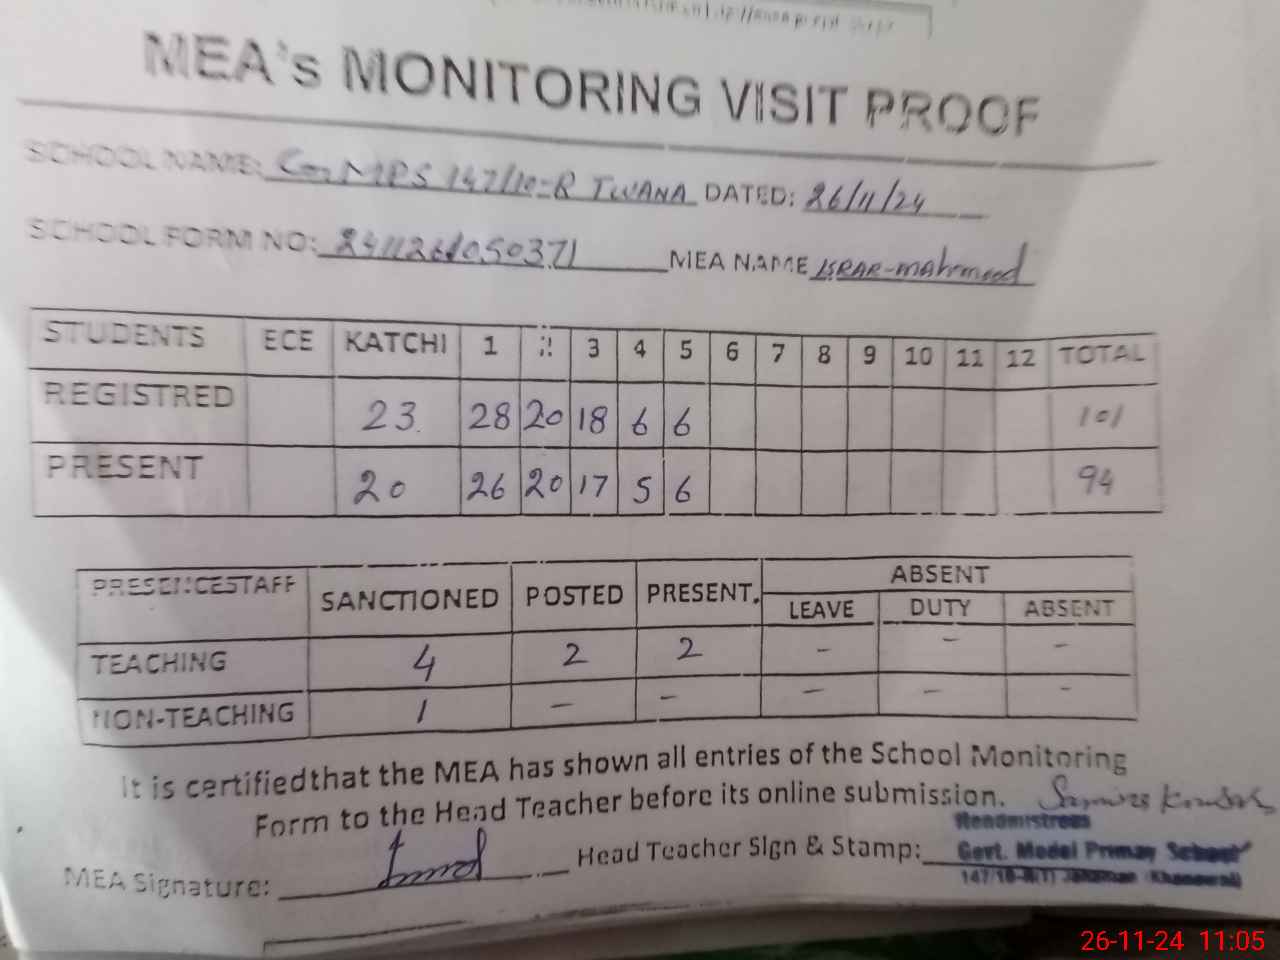 MEA's MONITORING VISIT PROOF
SCHOOL NAME: GMPS 147/10-R TWANA DATED: 26/11/24
SCHOOL FORM NO: MEA NAME ISRAR-mahmood
STUDENTS ECE KATCHI 1 2 3 4 5 6 7 8 9 10 11 12 TOTAL
REGISTRED 23 28 20 18 6 6 101
PRESENT 20 26 20 17 5 6 94
PRESENCESTAFF SANCTIONED POSTED PRESENT. ABSENT
LEAVE DUTY ABSENT
TEACHING 4 2 2 - - -
NON-TEACHING 1 - - - - -
It is certifiedthat the MEA has shown all entries of the School Monitoring
Form to the Head Teacher before its online submission.
Headmistress
MEA Signature: Head Teacher Sign & Stamp: Govt. Model Primay School
26-11-24 11:05